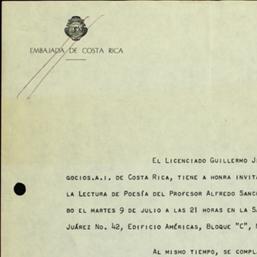 EMBAJADA DE COSTA RICA
EL LICENCIADO GUILLERMO
GOCIOS.A.I. DE COSTA RICA, TIENE A HONRA
LA LECTURA DE POESÍA DEL PROFESOR ALFREDO
BO EL MARTES 9 DE JULIO A LAS 21 HORAS EN LA
JUÁREZ NO. 42, EDIFICIO AMÉRICAS, BLOQUE "C",
AL MISMO TIEMPO, SE